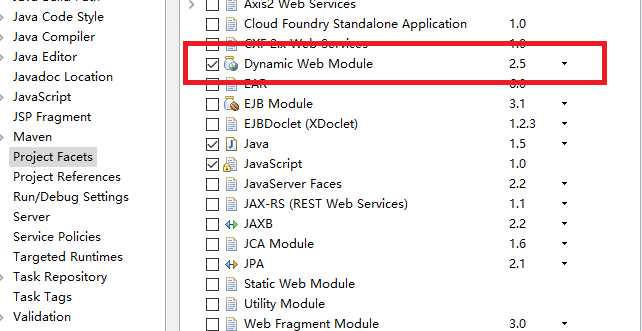 Java Code Style
Java Compiler
Java Editor
Javadoc Location
JavaScript
JSP Fragment
Maven
Project Facets
Project References
Run/Debug Settings
Server
Service Policies
Targeted Runtimes
Task Repository
Task Tags
Validation
Axis2 Web Services
Cloud Foundry Standalone Application 1.0
CXF 2.x Web Services 1.0
Dynamic Web Module 2.5
EAR 6.0
EJB Module 3.1
EJBDoclet (XDoclet) 1.2.3
Java 1.5
JavaScript 1.0
JavaServer Faces 2.2
JAX-RS (REST Web Services) 1.1
JAXB 2.2
JCA Module 1.6
JPA 2.1
Static Web Module
Utility Module
Web Fragment Module 3.0